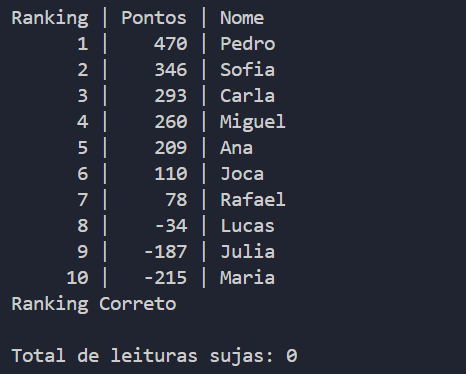 Ranking | Pontos | Nome
1 | 470 | Pedro
2 | 346 | Sofia
3 | 293 | Carla
4 | 260 | Miguel
5 | 209 | Ana
6 | 110 | Joca
7 | 78 | Rafael
8 | -34 | Lucas
9 | -187 | Julia
10 | -215 | Maria
Ranking Correto
Total de leituras sujas: 0